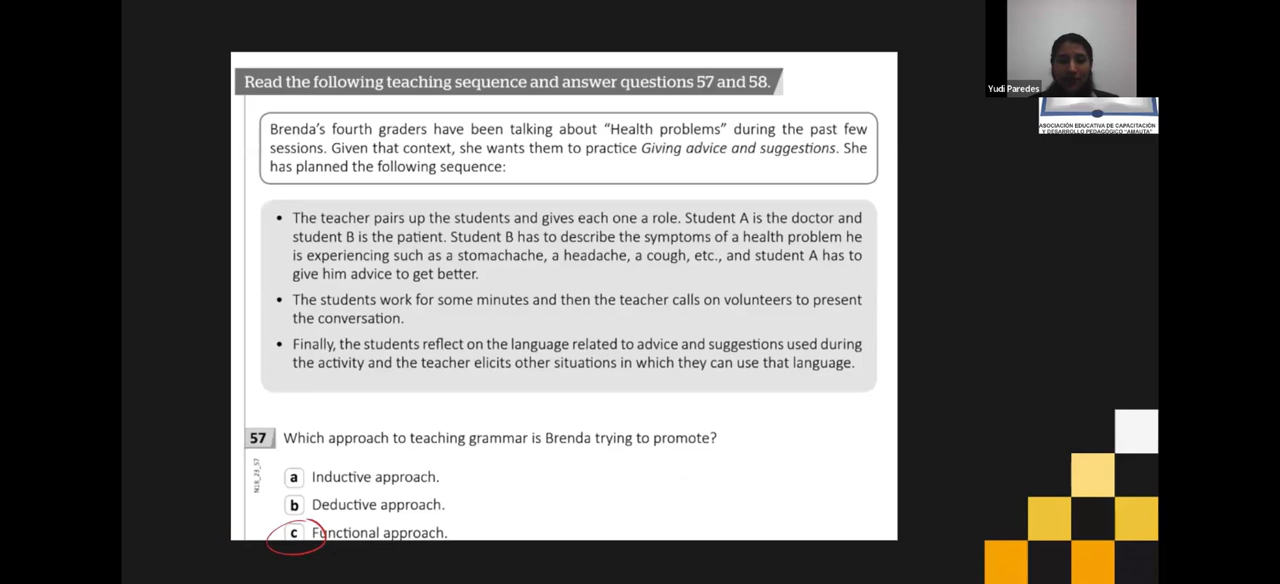 Read the following teaching sequence and answer questions 57 and 58.
Yudi Paredes
ASOCIACIÓN EDUCATIVA DE CAPACITACIÓN
Y DESARROLLO PEDAGÓGICO "AMAUTA"
Brenda's fourth graders have been talking about "Health problems" during the past few
sessions. Given that context, she wants them to practice Giving advice and suggestions. She
has planned the following sequence:
• The teacher pairs up the students and gives each one a role. Student A is the doctor and
student B is the patient. Student B has to describe the symptoms of a health problem he
is experiencing such as a stomachache, a headache, a cough, etc., and student A has to
give him advice to get better.
• The students work for some minutes and then the teacher calls on volunteers to present
the conversation.
• Finally, the students reflect on the language related to advice and suggestions used during
the activity and the teacher elicits other situations in which they can use that language.
57 Which approach to teaching grammar is Brenda trying to promote?
N18_23_57
a Inductive approach.
b Deductive approach.
c Functional approach.